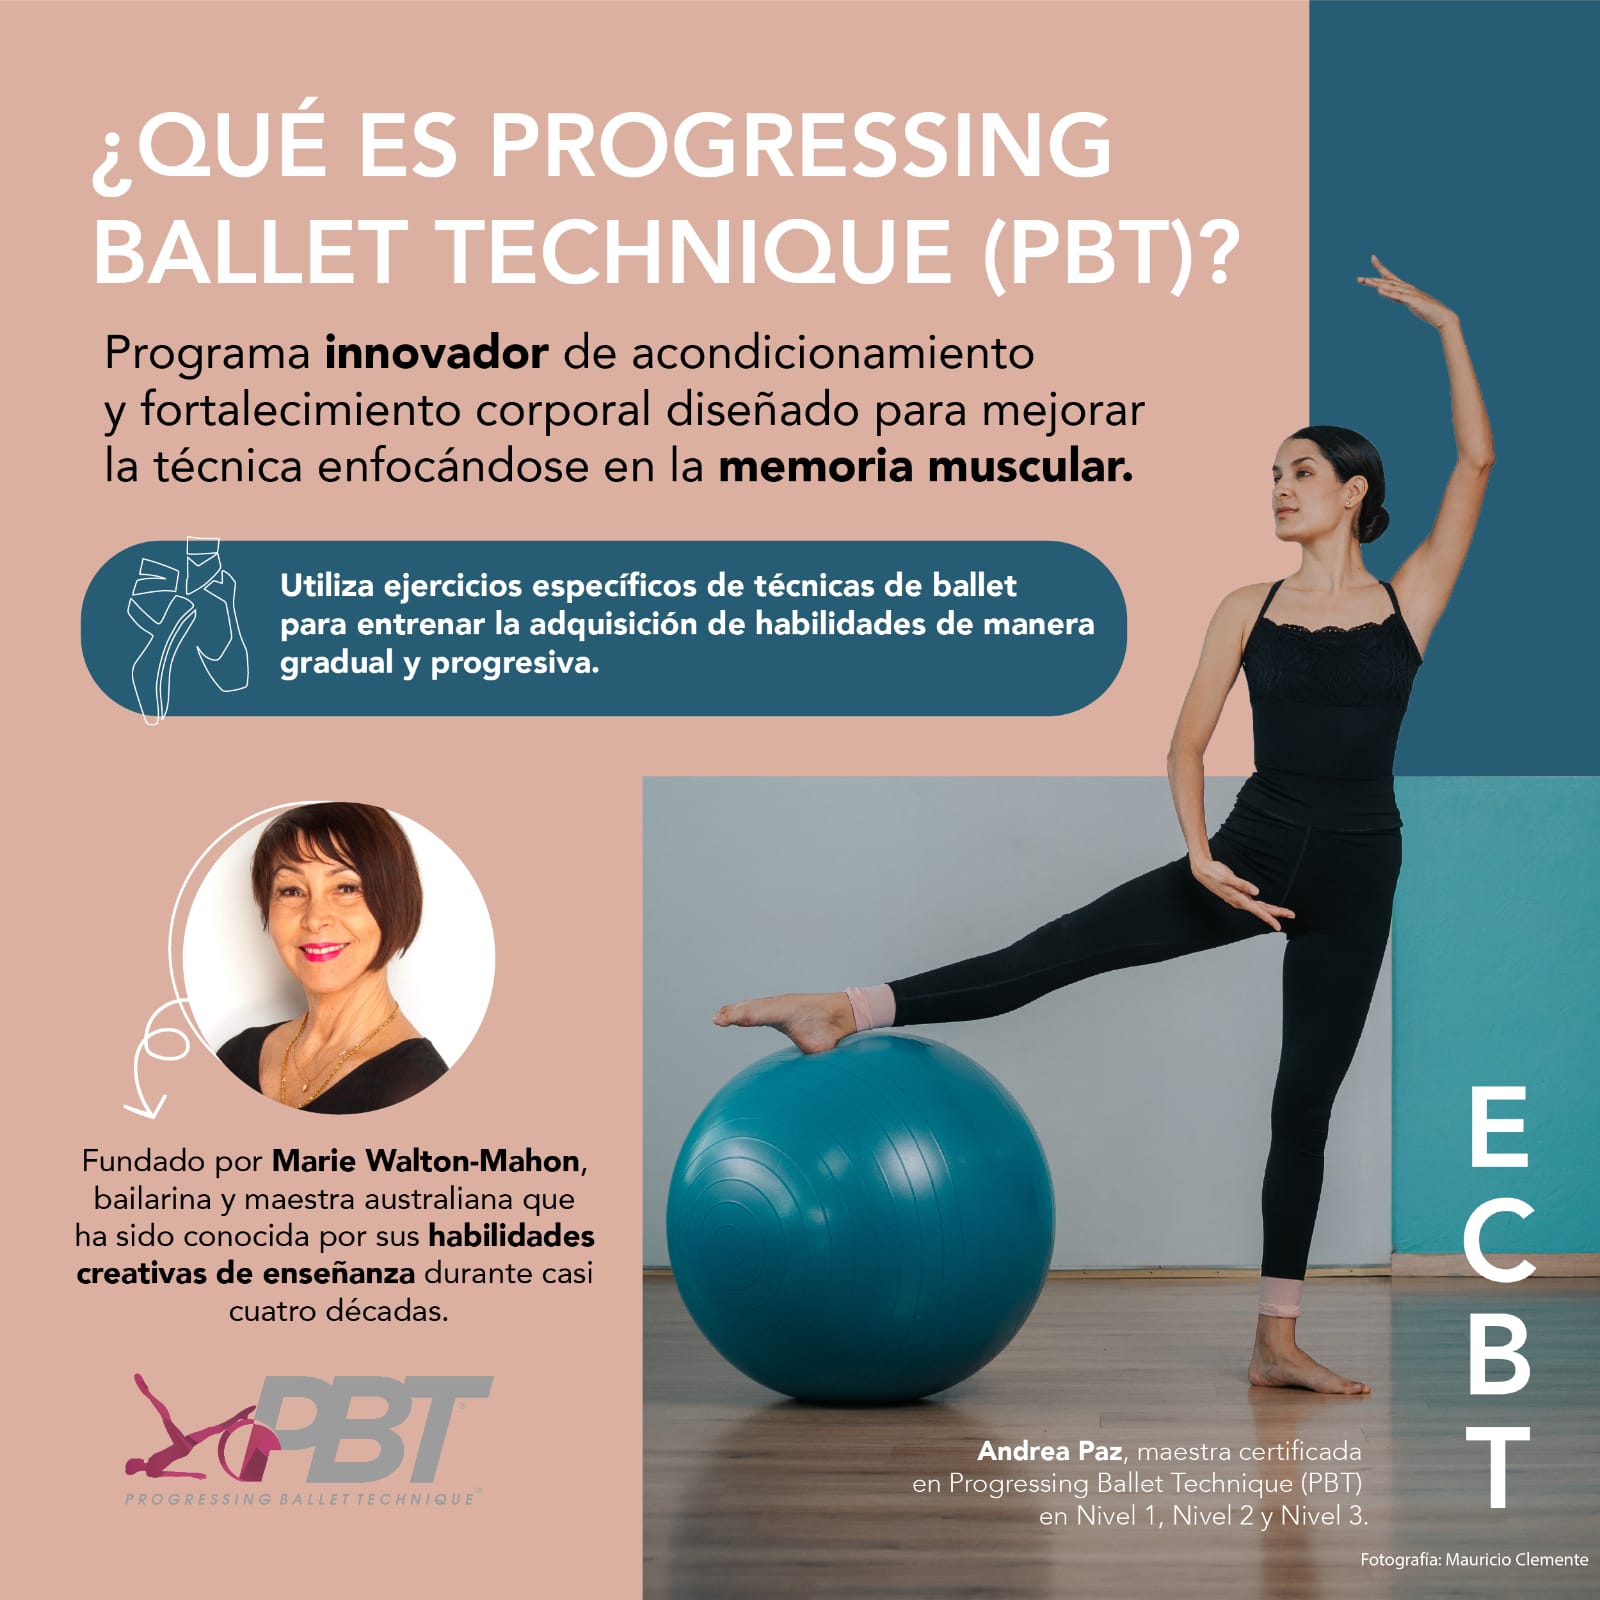 ¿QUÉ ES PROGRESSING
BALLET TECHNIQUE (PBT)?
Programa innovador de acondicionamiento
y fortalecimiento corporal diseñado para mejorar
la técnica enfocándose en la memoria muscular.
Utiliza ejercicios específicos de técnicas de ballet
para entrenar la adquisición de habilidades de manera
gradual y progresiva.
Fundado por Marie Walton-Mahon,
bailarina y maestra australiana que
ha sido conocida por sus habilidades
creativas de enseñanza durante casi
cuatro décadas.
PBT®
PROGRESSING BALLET TECHNIQUE®
E
C
B
T
Andrea Paz, maestra certificada
en Progressing Ballet Technique (PBT)
en Nivel 1, Nivel 2 y Nivel 3.
Fotografía: Mauricio Clemente